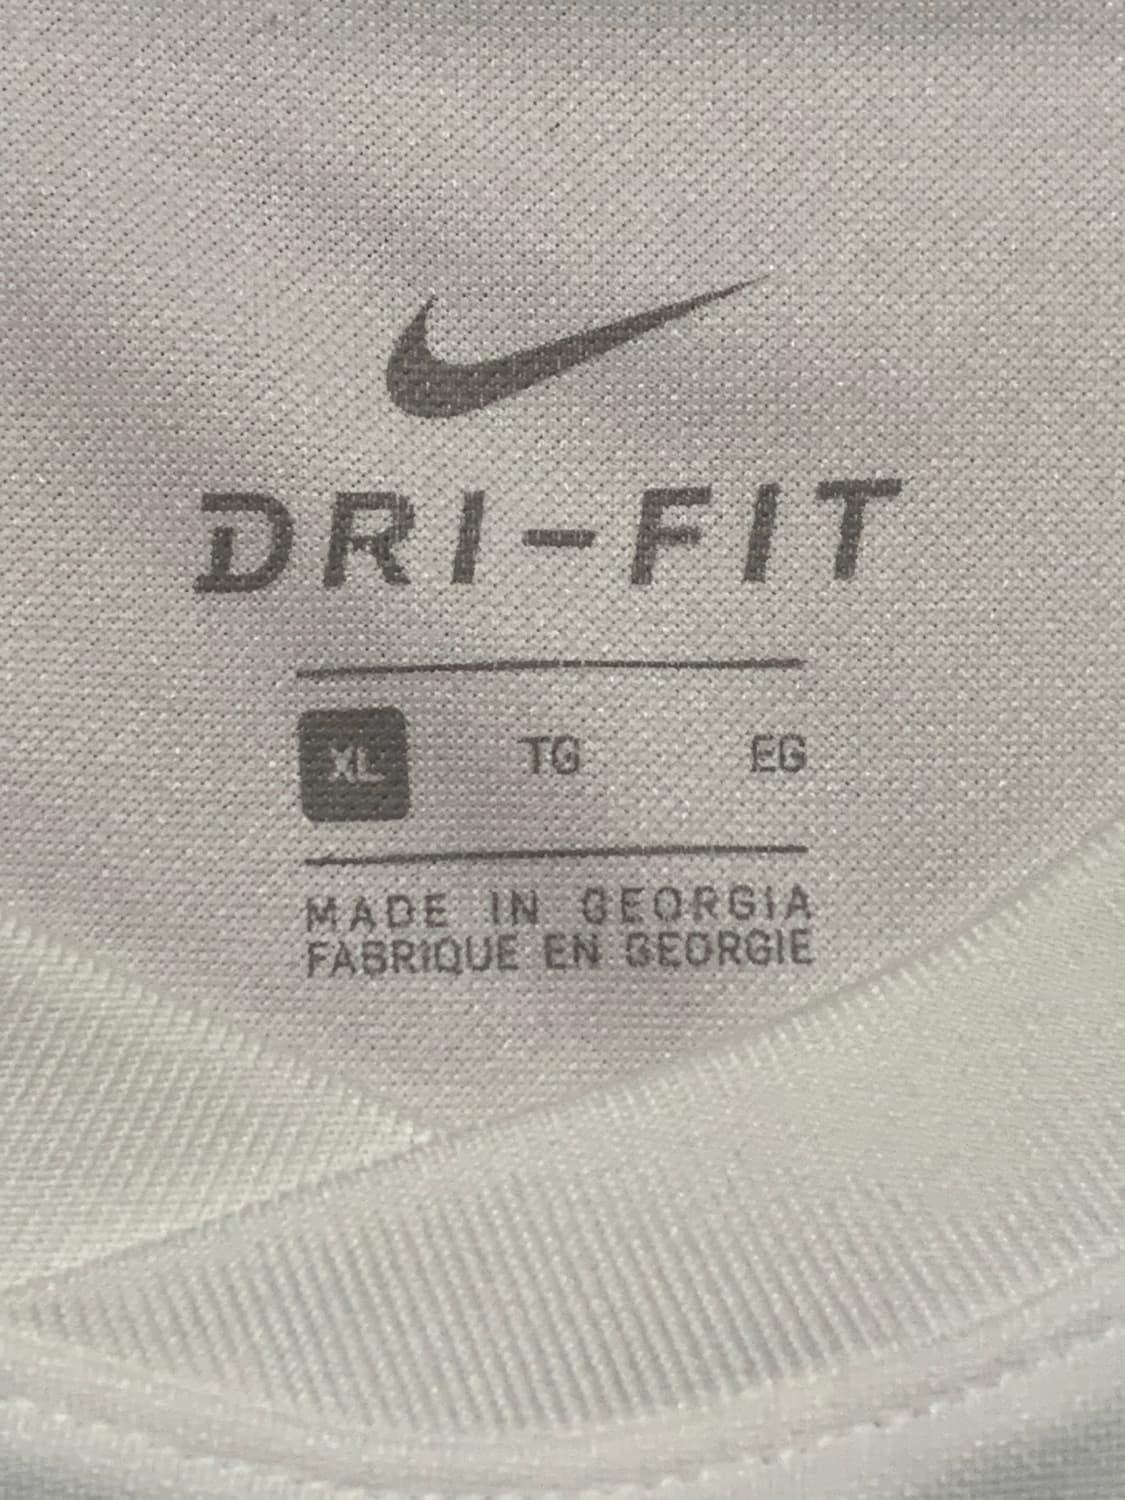 DRI-FIT
XL TG EG
MADE IN GEORGIA
FABRIQUE EN GEORGIE